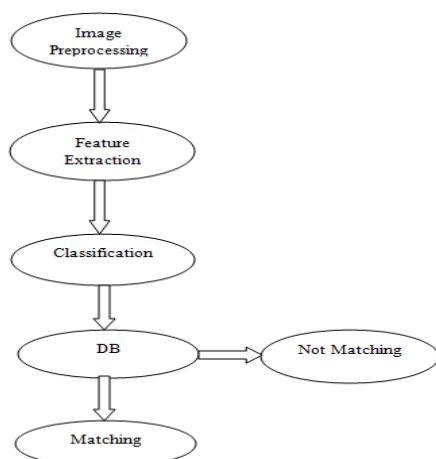 Image
Preprocessing
Feature
Extraction
Classification
DB
Not Matching
Matching